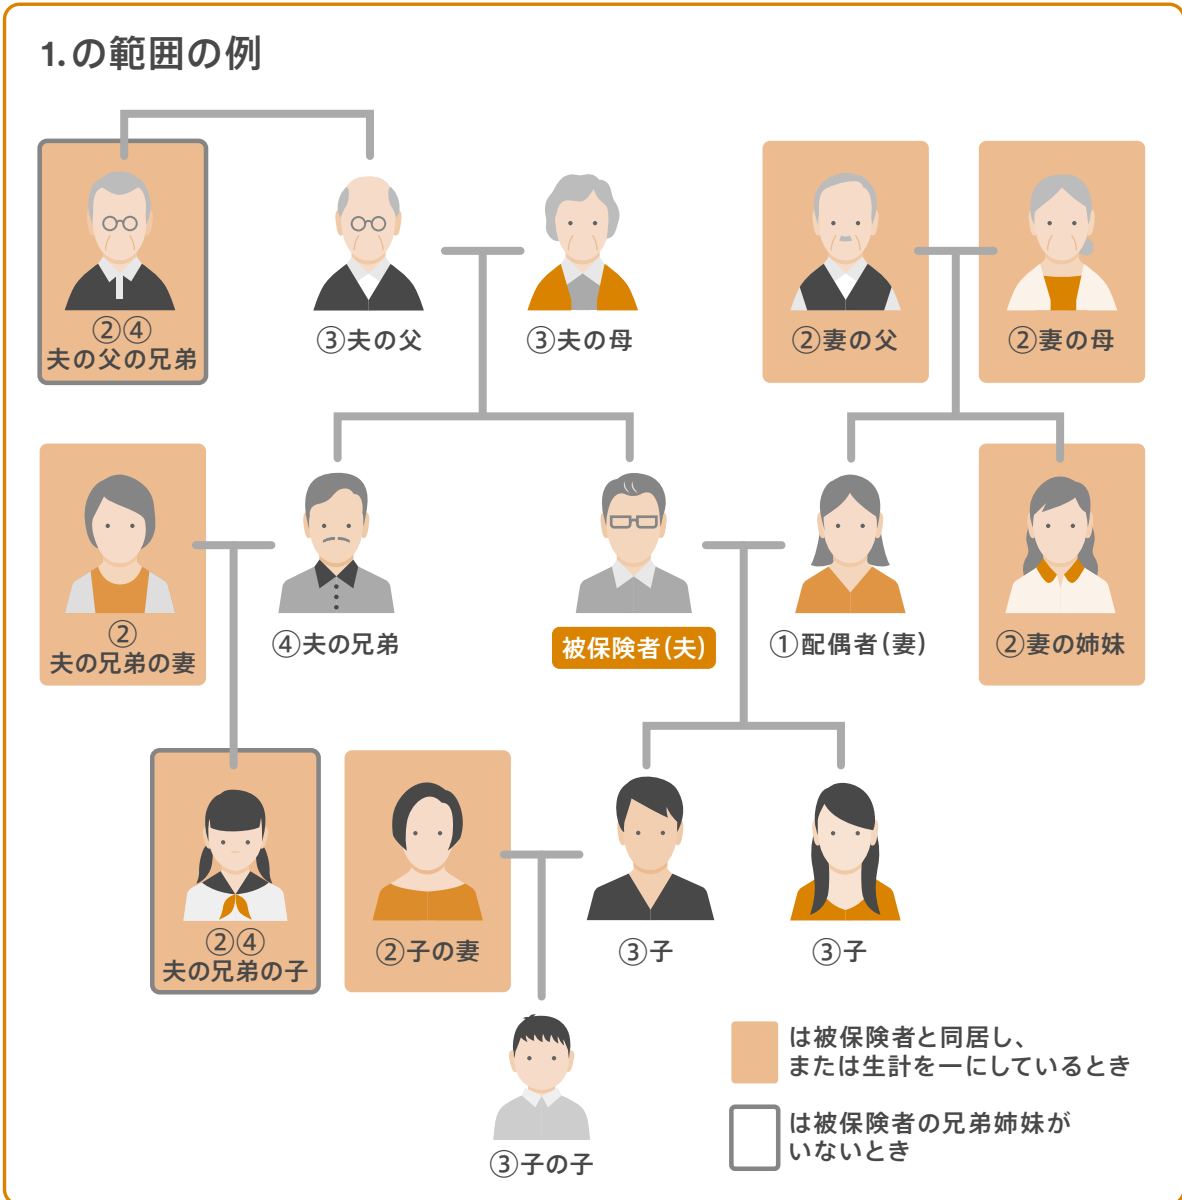 1.の範囲の例
②④
夫の父の兄弟
③夫の父
③夫の母
②妻の父
②妻の母
②
夫の兄弟の妻
④夫の兄弟
被保険者(夫)
①配偶者(妻)
②妻の姉妹
②④
夫の兄弟の子
②子の妻
③子
③子
③子の子
は被保険者と同居し、
または生計を一にしているとき
は被保険者の兄弟姉妹が
いないとき